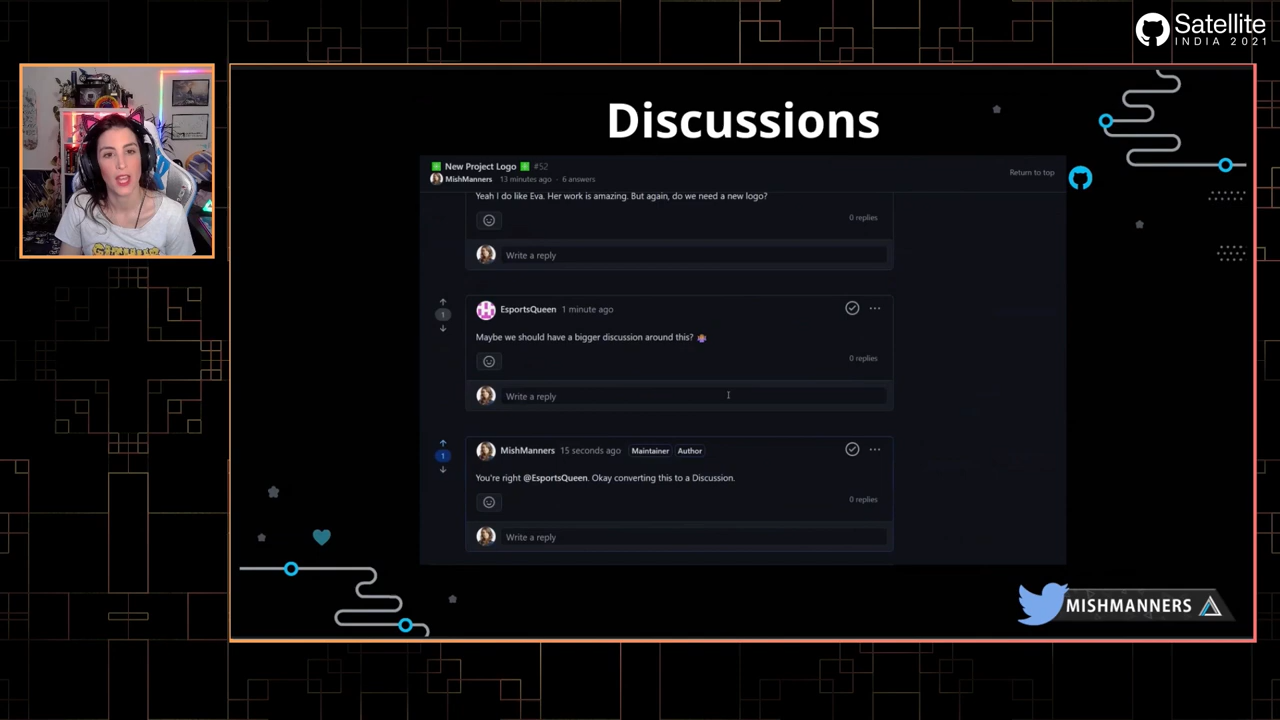 Satellite
INDIA 2021
Discussions
New Project Logo #52
MishManners 13 minutes ago · 6 answers
Return to top
Yeah I do like Eva. Her work is amazing. But again, do we need a new logo?
0 replies
Write a reply
1
EsportsQueen 1 minute ago
Maybe we should have a bigger discussion around this?
0 replies
Write a reply
1
MishManners 15 seconds ago Maintainer Author
You're right @EsportsQueen. Okay converting this to a Discussion.
0 replies
Write a reply
MISHMANNERS